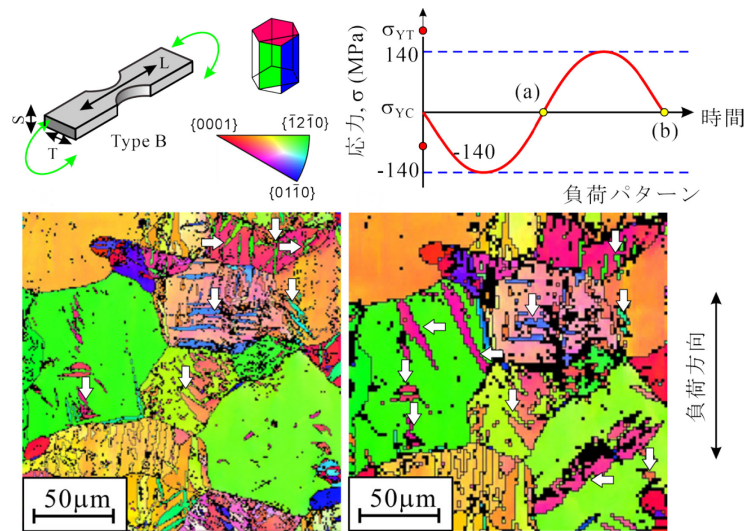 L
S
T
Type B
{0001} {1̄21̄0}
{011̄0}
σYT
140
σYC
-140
応力, σ (MPa)
(a)
(b)
-140
時間
負荷パターン
50μm
50μm
負荷方向